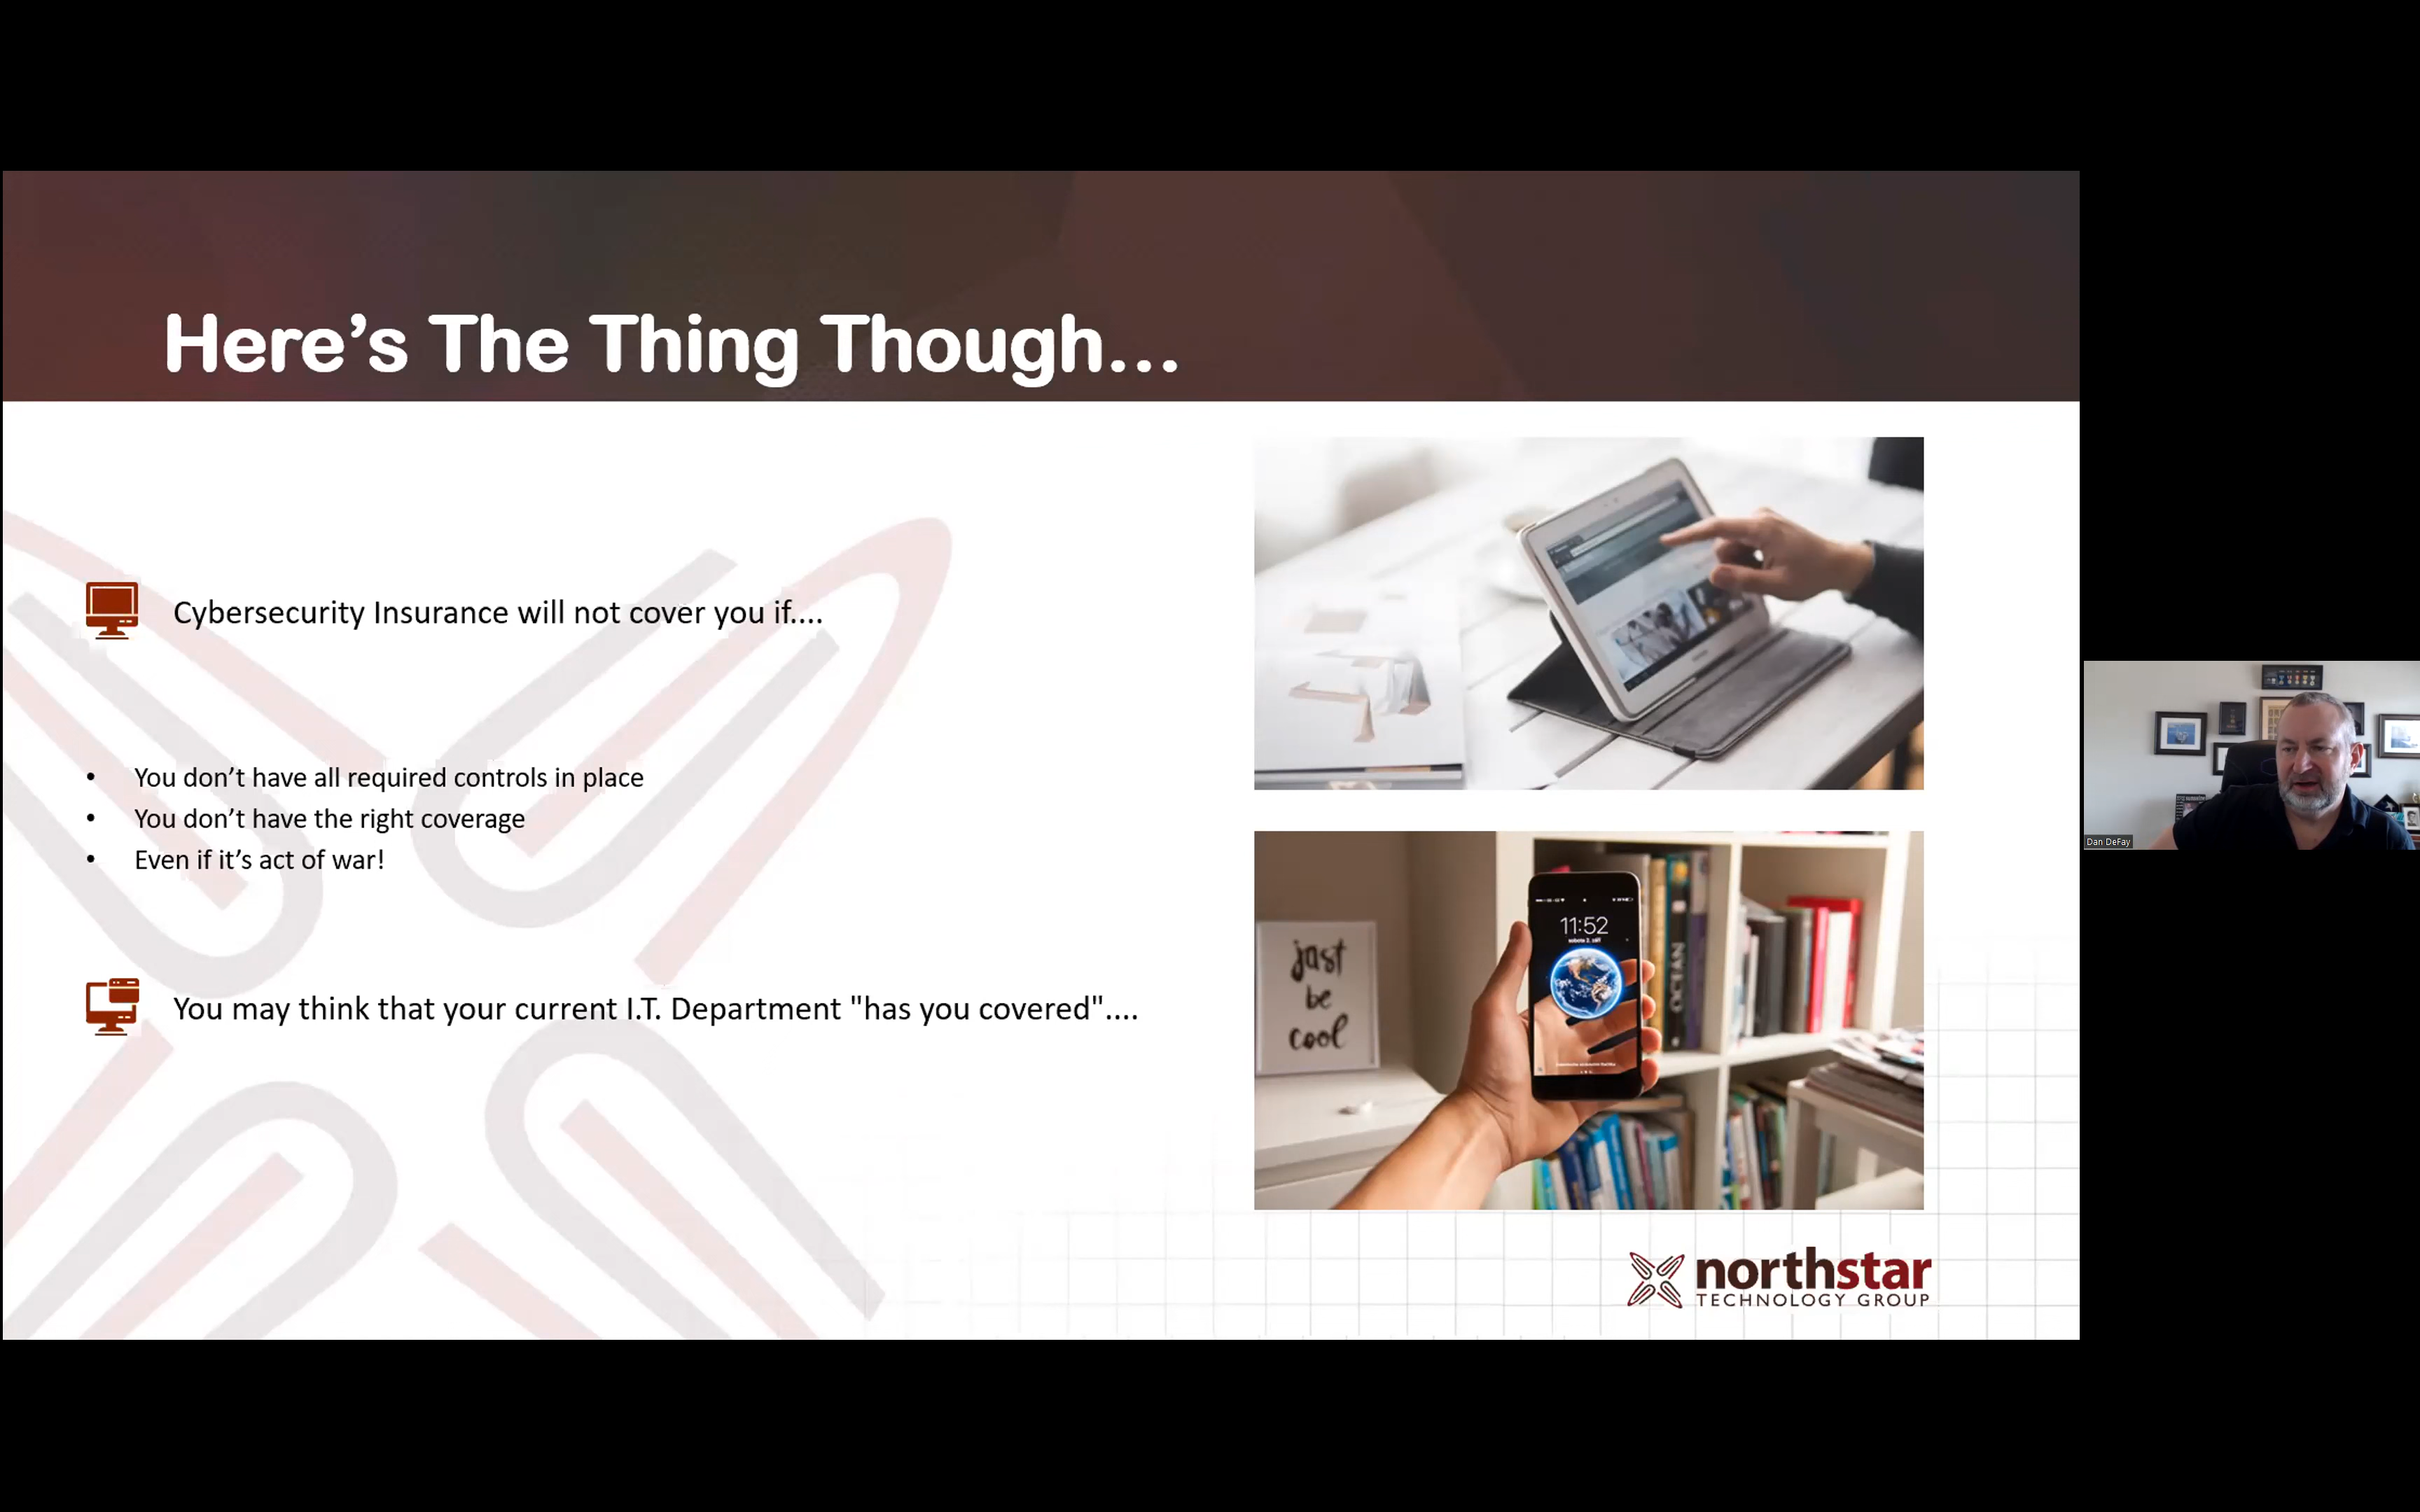 Here’s The Thing Though...
Cybersecurity Insurance will not cover you if....
• You don’t have all required controls in place
• You don’t have the right coverage
• Even if it’s act of war!
You may think that your current I.T. Department "has you covered"....
11:52
just
be
cool
northstar
TECHNOLOGY GROUP
Dan DeFay